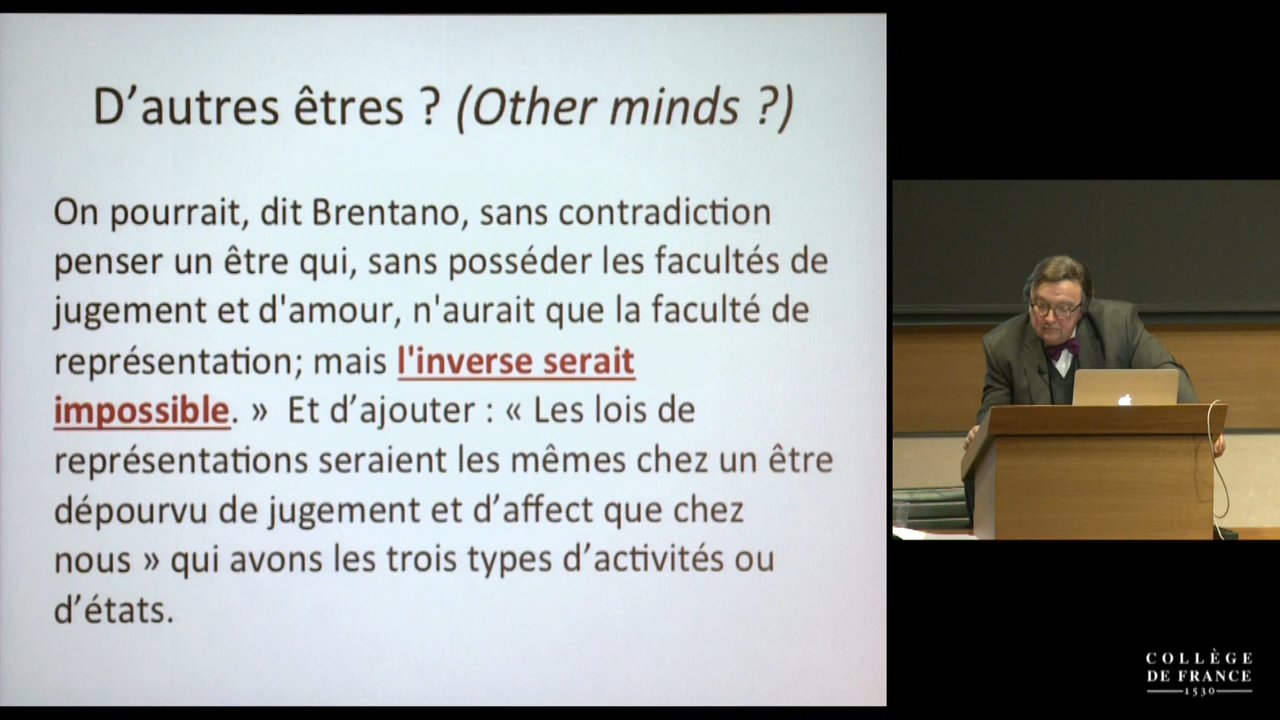 D’autres êtres ? (Other minds ?)
On pourrait, dit Brentano, sans contradiction
penser un être qui, sans posséder les facultés de
jugement et d'amour, n'aurait que la faculté de
représentation; mais l'inverse serait
impossible. »  Et d’ajouter : « Les lois de
représentations seraient les mêmes chez un être
dépourvu de jugement et d’affect que chez
nous » qui avons les trois types d’activités ou
d’états.
COLLÈGE
DE FRANCE
1530